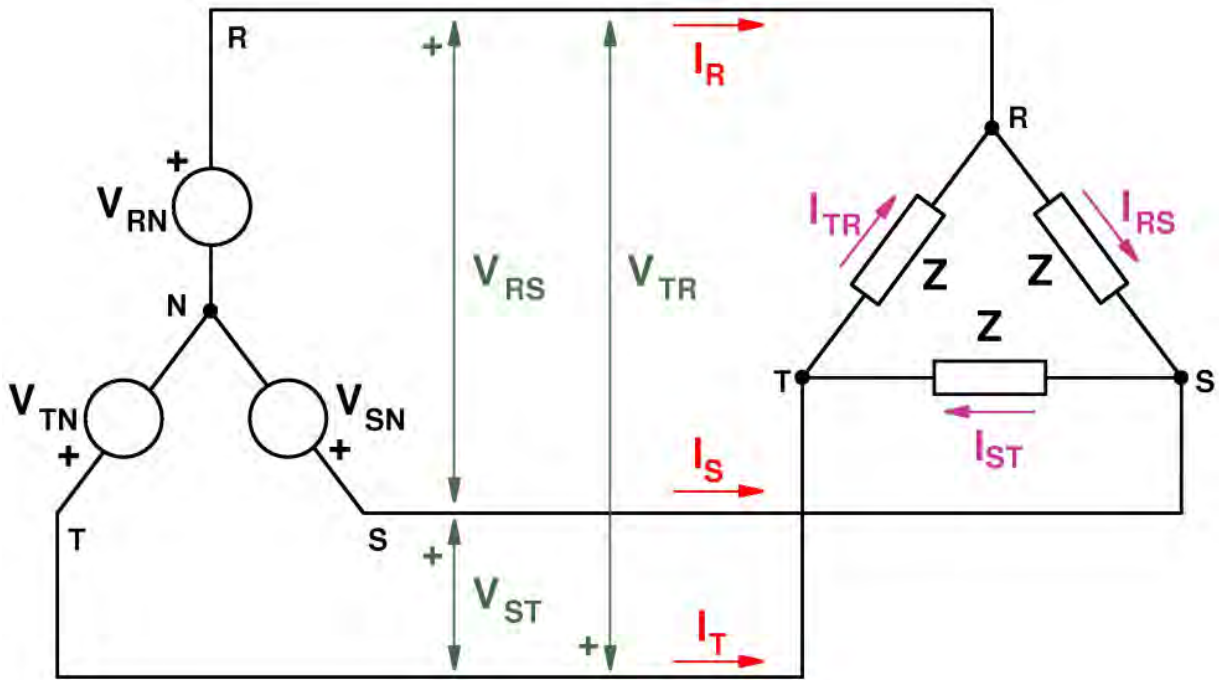 R
+
I_R
R
+
V_RN
I_TR
I_RS
V_RS
V_TR
Z
Z
N
Z
V_TN
V_SN
T
S
+
+
I_ST
I_S
T
S
+
V_ST
+
I_T